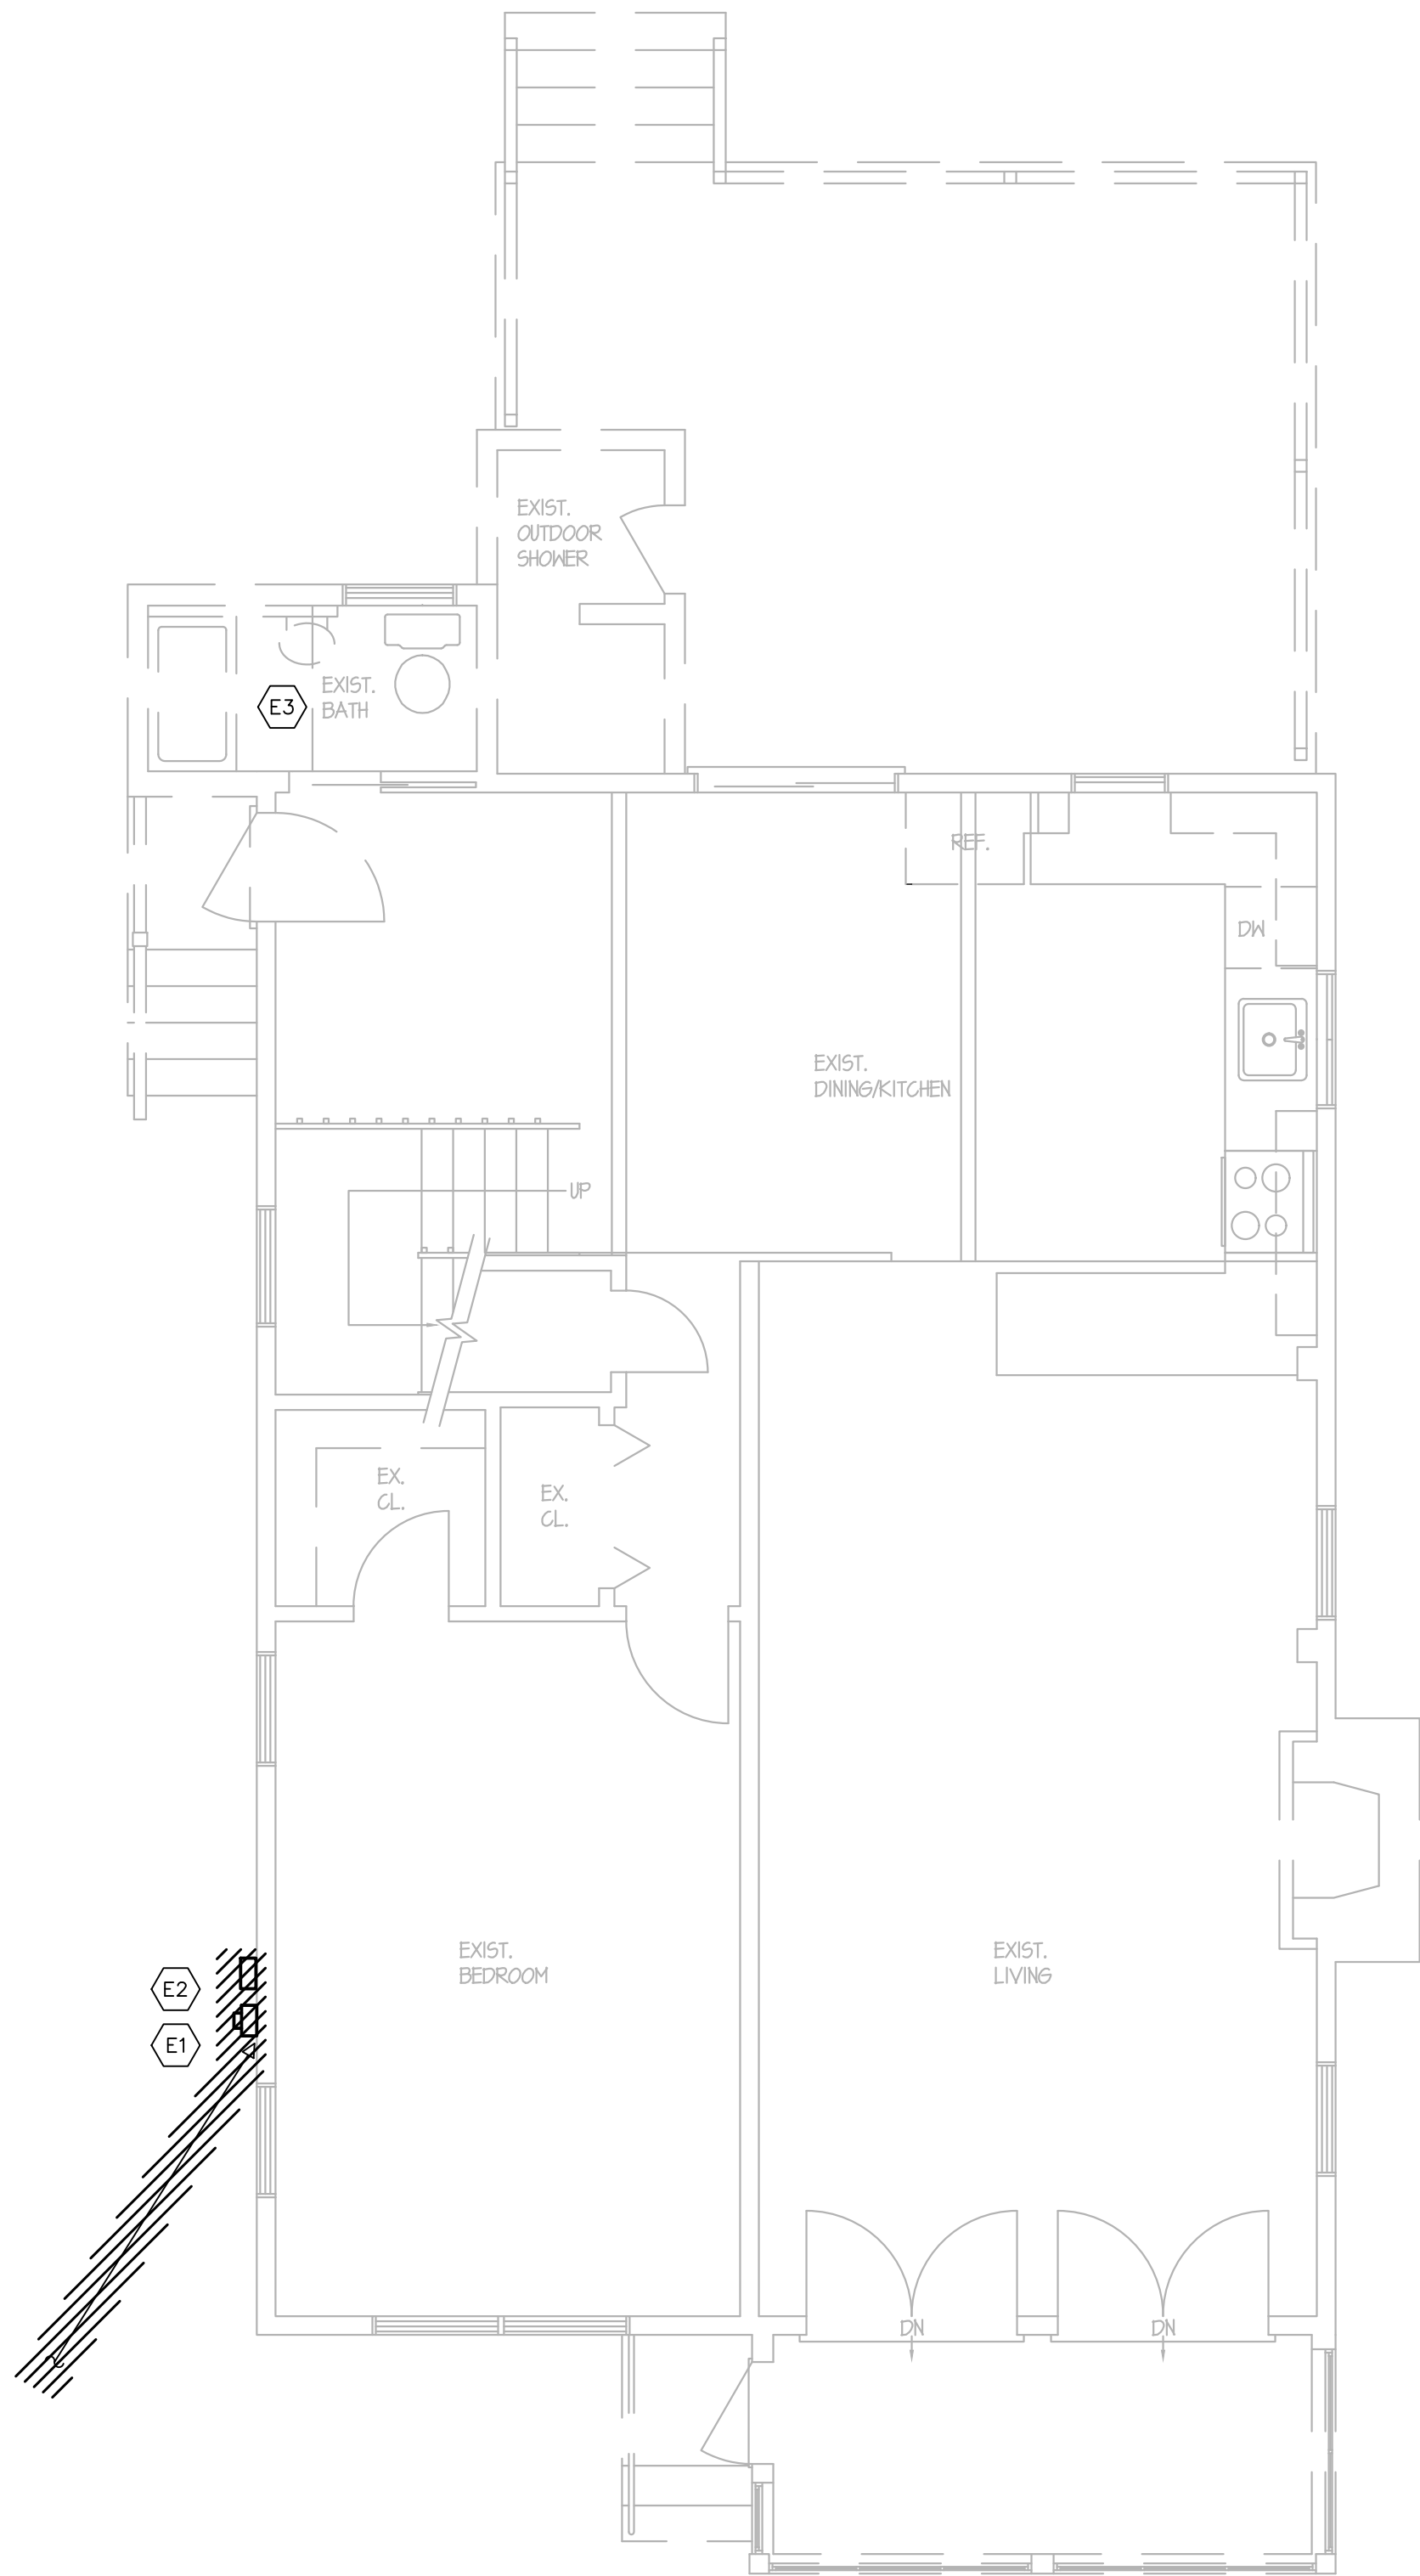 EXIST.
OUTDOOR
SHOWER
EXIST.
BATH
E3
REF.
DW
EXIST.
DINING/KITCHEN
UP
EX.
CL.
EX.
CL.
EXIST.
BEDROOM
EXIST.
LIVING
E2
E1
DN
DN